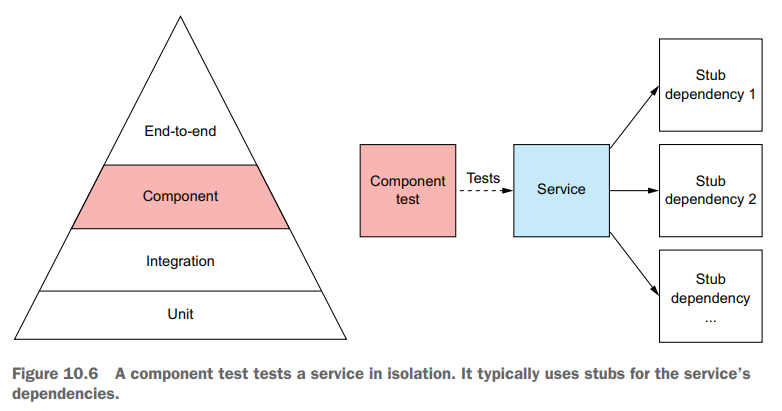 End-to-end
Component
Integration
Unit
Component
test
Tests
Service
Stub
dependency 1
Stub
dependency 2
Stub
dependency
...
Figure 10.6 A component test tests a service in isolation. It typically uses stubs for the service’s
dependencies.